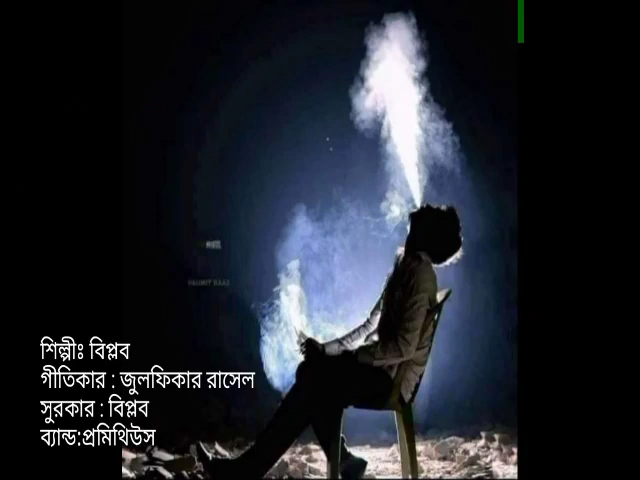 শিল্পীঃ বিপ্লব
গীতিকার : জুলফিকার রাসেল
সুরকার : বিপ্লব
ব্যান্ড:প্রমিথিউস